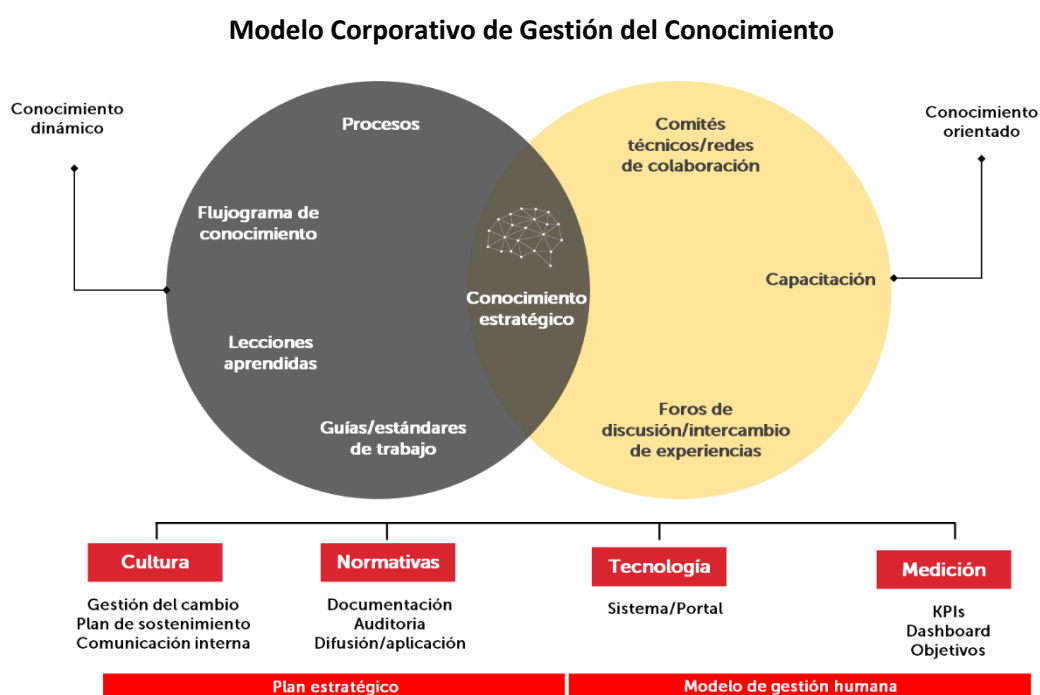 Modelo Corporativo de Gestión del Conocimiento
Conocimiento
dinámico
Procesos
Flujograma de
conocimiento
Lecciones
aprendidas
Guías/estándares
de trabajo
Conocimiento
estratégico
Comités
técnicos/redes
de colaboración
Capacitación
Foros de
discusión/intercambio
de experiencias
Conocimiento
orientado
Cultura
Gestión del cambio
Plan de sostenimiento
Comunicación interna
Normativas
Documentación
Auditoria
Difusión/aplicación
Tecnología
Sistema/Portal
Medición
KPIs
Dashboard
Objetivos
Plan estratégico
Modelo de gestión humana